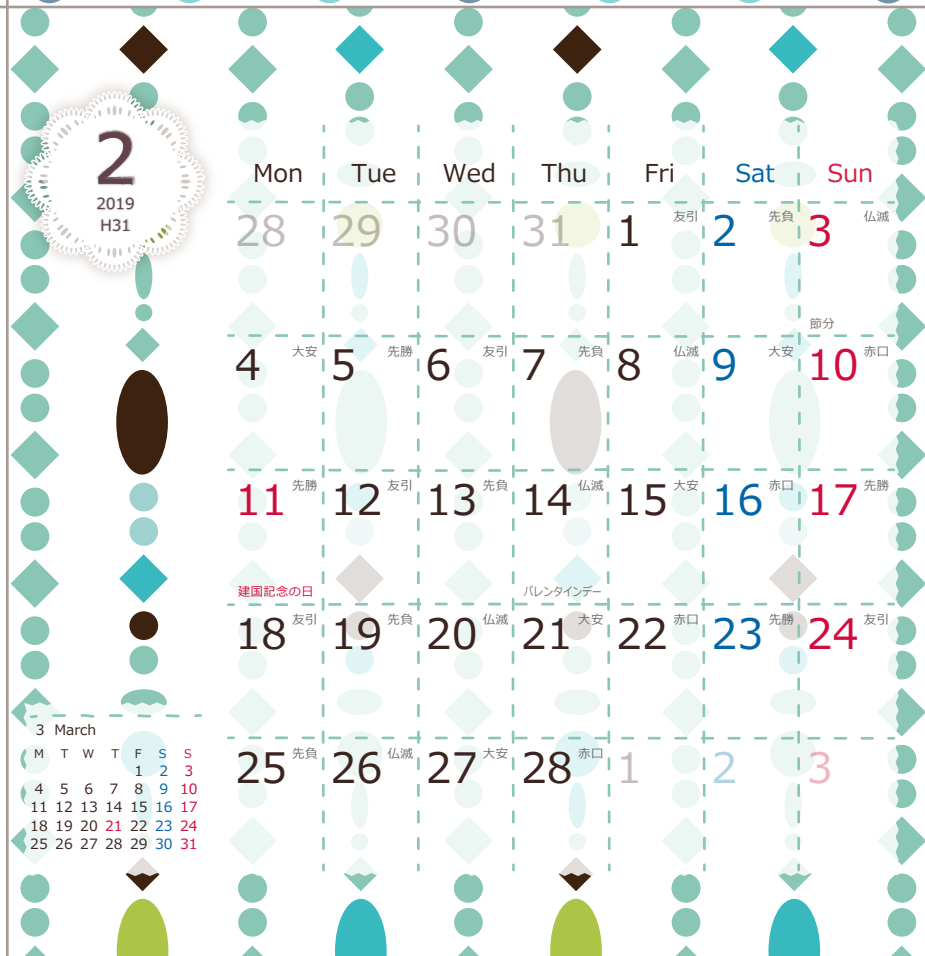 2
2019
H31
Mon Tue Wed Thu Fri Sat Sun
28 29 30 31 1 友引 2 先負 3 仏滅
節分
4 大安 5 先勝 6 友引 7 先負 8 仏滅 9 大安 10 赤口
11 先勝 12 友引 13 先負 14 仏滅 15 大安 16 赤口 17 先勝
建国記念の日 バレンタインデー
18 友引 19 先負 20 仏滅 21 大安 22 赤口 23 先勝 24 友引
25 先負 26 仏滅 27 大安 28 赤口 1 2 3
3 March
M T W T F S S
1 2 3
4 5 6 7 8 9 10
11 12 13 14 15 16 17
18 19 20 21 22 23 24
25 26 27 28 29 30 31